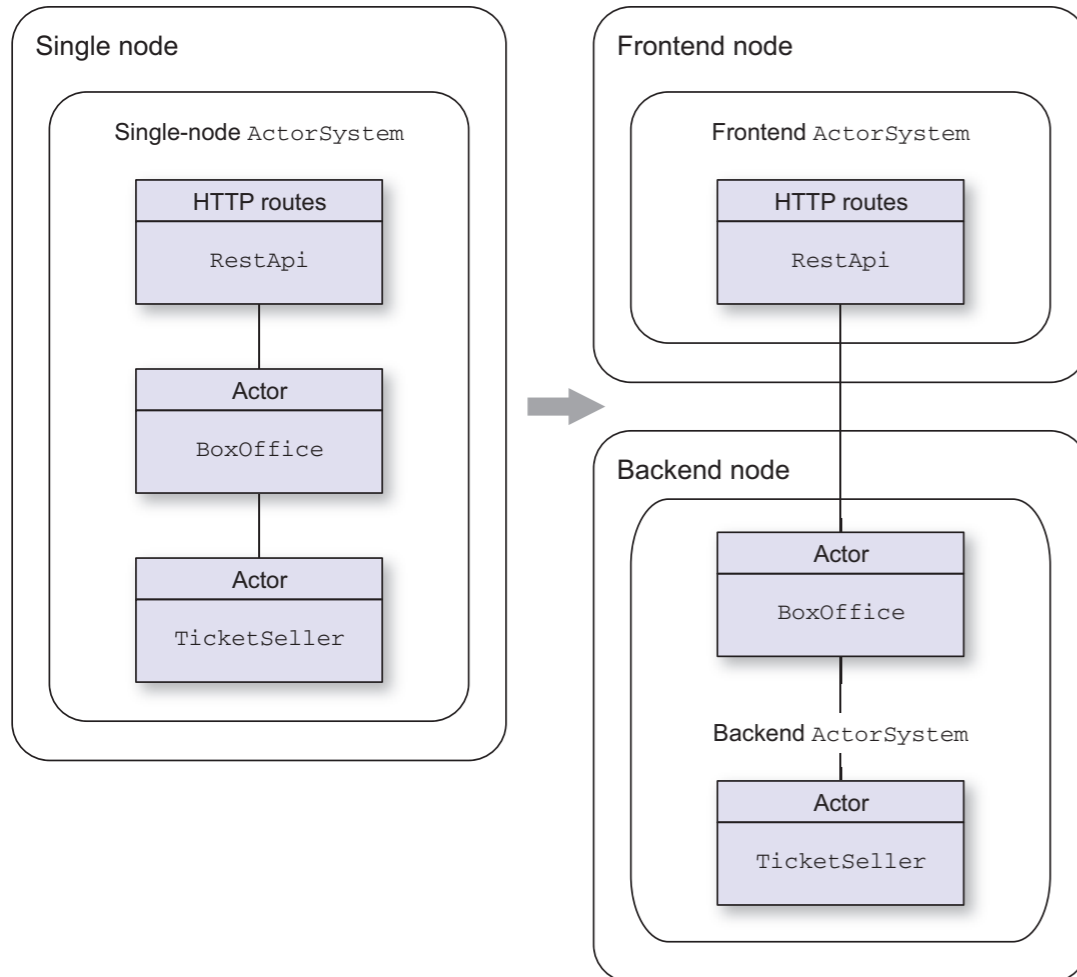 Single node
Single-node ActorSystem
HTTP routes
RestApi
Actor
BoxOffice
Actor
TicketSeller
Frontend node
Frontend ActorSystem
HTTP routes
RestApi
Backend node
Actor
BoxOffice
Backend ActorSystem
Actor
TicketSeller